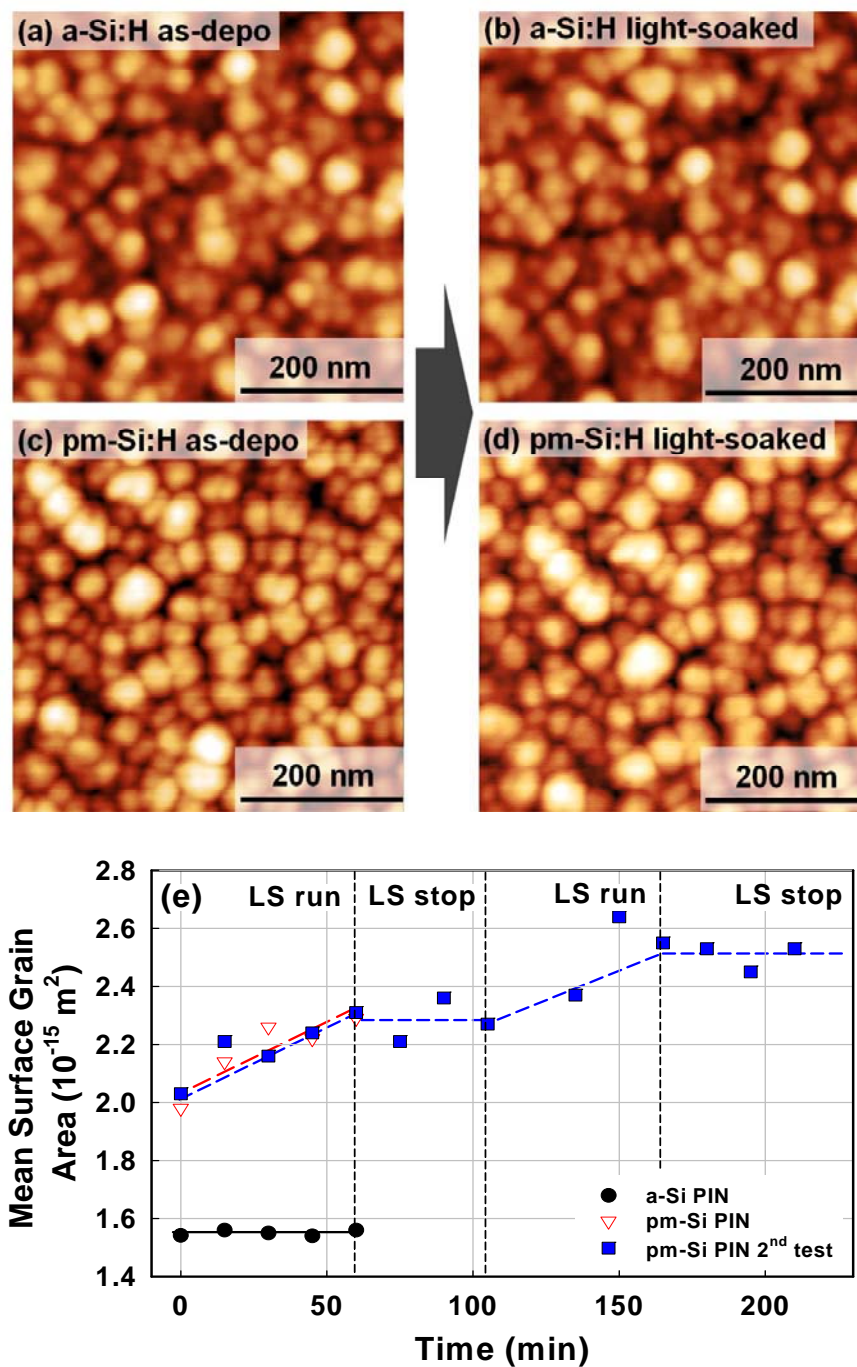 (a) a-Si:H as-depo
(b) a-Si:H light-soaked
200 nm
200 nm
(c) pm-Si:H as-depo
(d) pm-Si:H light-soaked
200 nm
200 nm
(e)
LS run
LS stop
LS run
LS stop
2.8
2.6
2.4
2.2
2.0
1.8
1.6
1.4
Mean Surface Grain
Area (10⁻¹⁵ m²)
a-Si PIN
pm-Si PIN
pm-Si PIN 2ⁿᵈ test
0
50
100
150
200
Time (min)